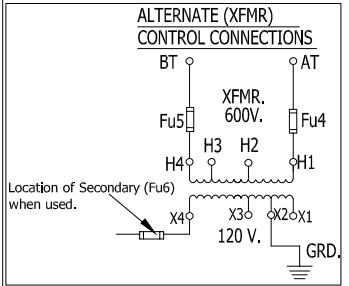 ALTERNATE (XFMR)
CONTROL CONNECTIONS
BT
AT
XFMR.
600V.
Fu5
Fu4
H3
H2
H4
H1
Location of Secondary (Fu6)
when used.
X4
X3
X2
X1
120 V.
GRD.